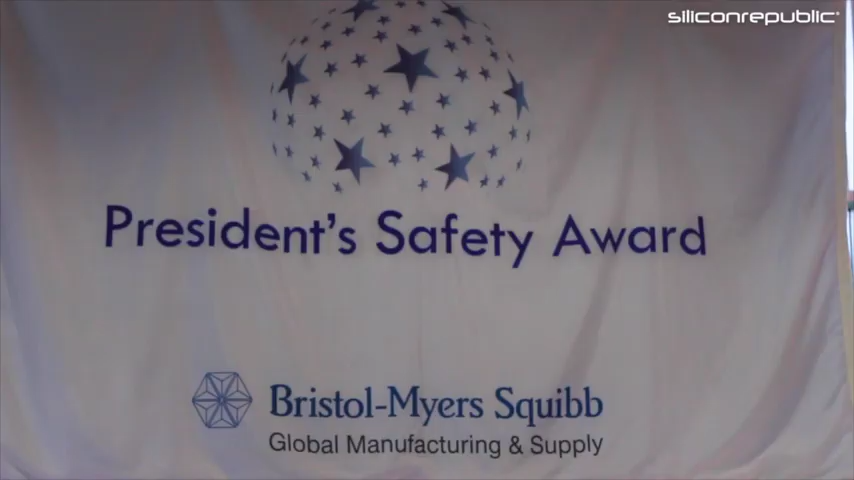 siliconrepublic
President's Safety Award
Bristol-Myers Squibb
Global Manufacturing & Supply